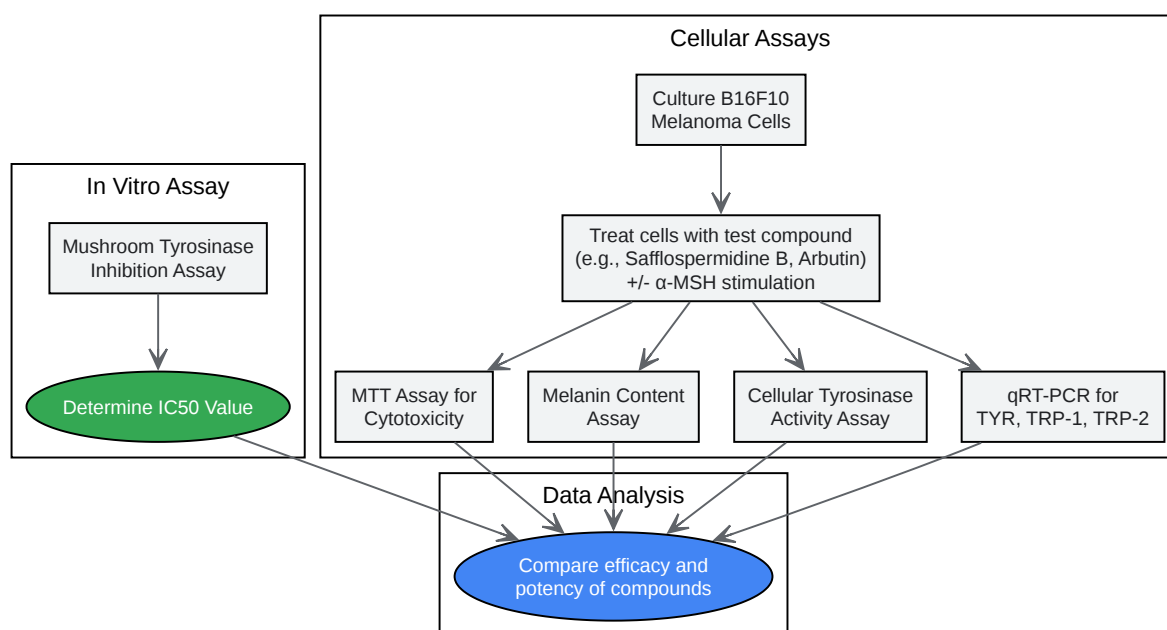 Cellular Assays
Culture B16F10
Melanoma Cells
In Vitro Assay
Mushroom Tyrosinase
Inhibition Assay
Treat cells with test compound
(e.g., Safflospermidine B, Arbutin)
+/- α-MSH stimulation
Determine IC50 Value
MTT Assay for
Cytotoxicity
Melanin Content
Assay
Cellular Tyrosinase
Activity Assay
qRT-PCR for
TYR, TRP-1, TRP-2
Data Analysis
Compare efficacy and
potency of compounds